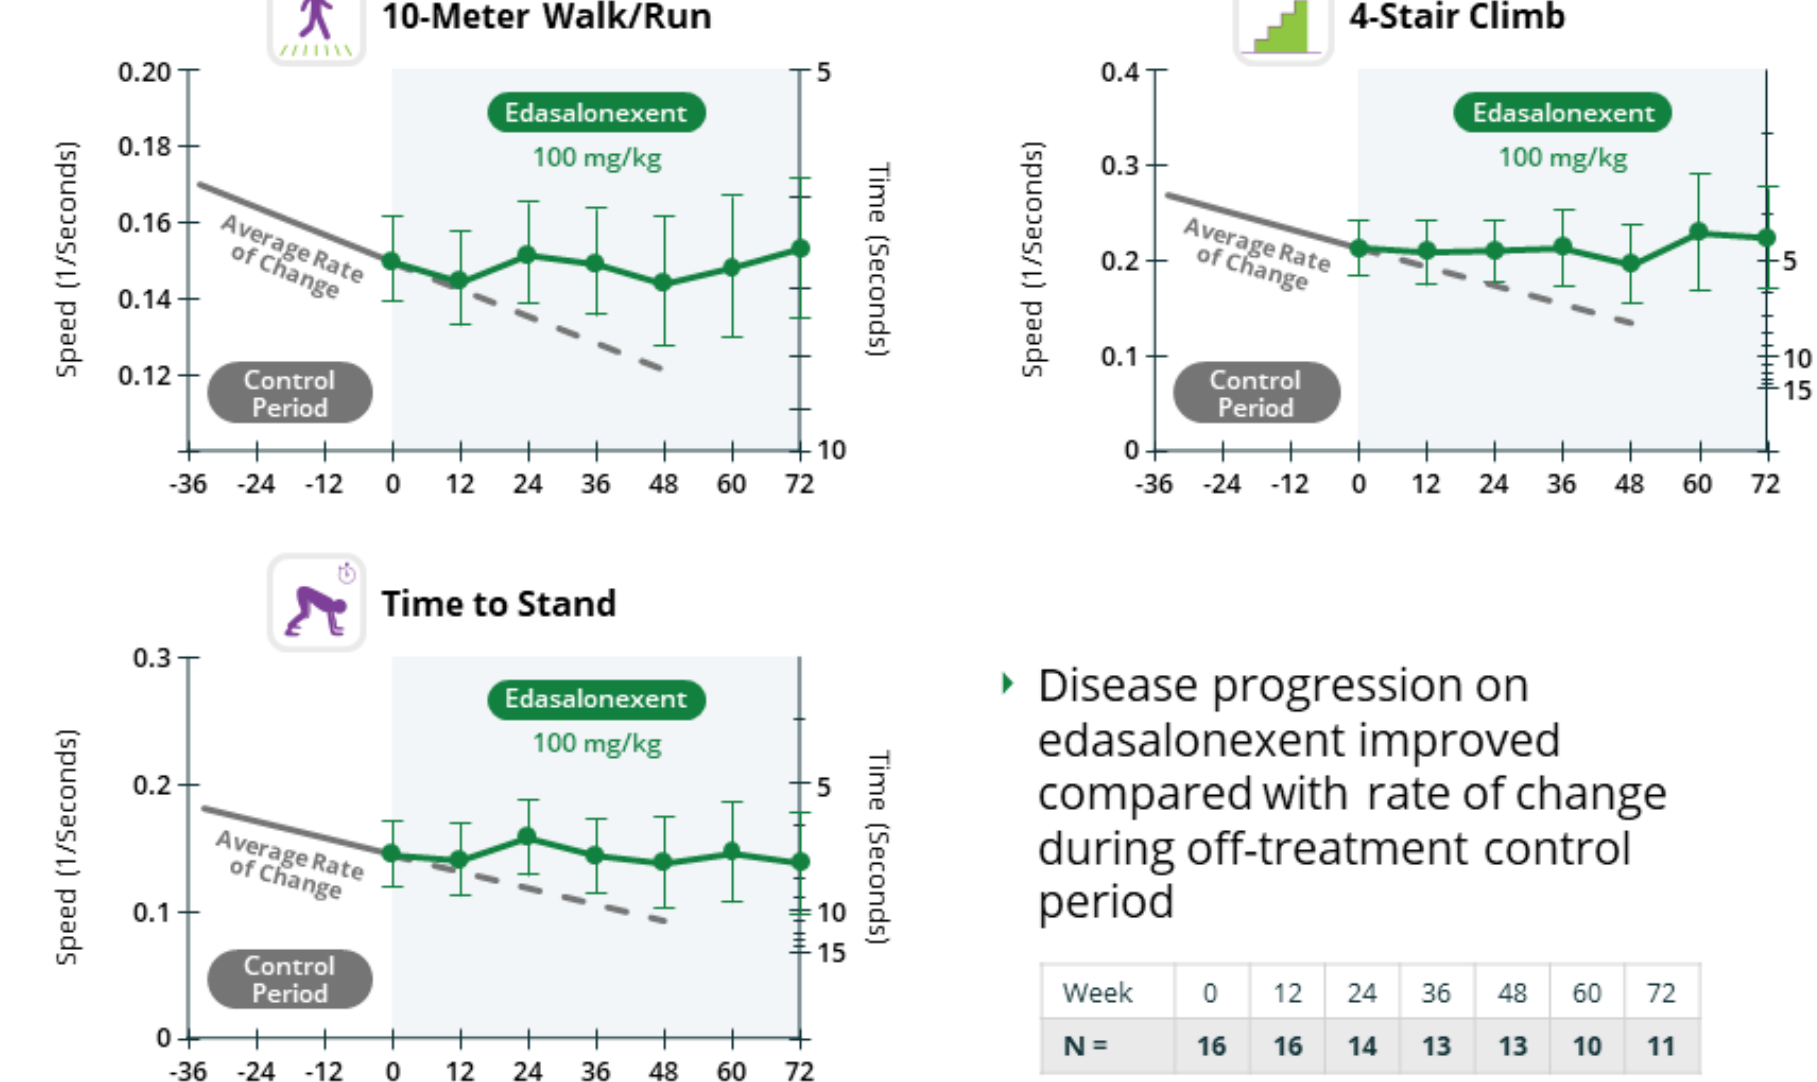 10-Meter Walk/Run
0.20
0.18
0.16
0.14
0.12
Speed (1/Seconds)
5
10
Time (Seconds)
Edasalonexent
100 mg/kg
Average Rate
of Change
Control
Period
-36 -24 -12 0 12 24 36 48 60 72
4-Stair Climb
0.4
0.3
0.2
0.1
0
Speed (1/Seconds)
5
10
15
Edasalonexent
100 mg/kg
Average Rate
of Change
Control
Period
-36 -24 -12 0 12 24 36 48 60 72
Time to Stand
0.3
0.2
0.1
0
Speed (1/Seconds)
5
10
15
Time (Seconds)
Edasalonexent
100 mg/kg
Average Rate
of Change
Control
Period
-36 -24 -12 0 12 24 36 48 60 72
Disease progression on
edasalonexent improved
compared with rate of change
during off-treatment control
period
Week 0 12 24 36 48 60 72
N = 16 16 14 13 13 10 11